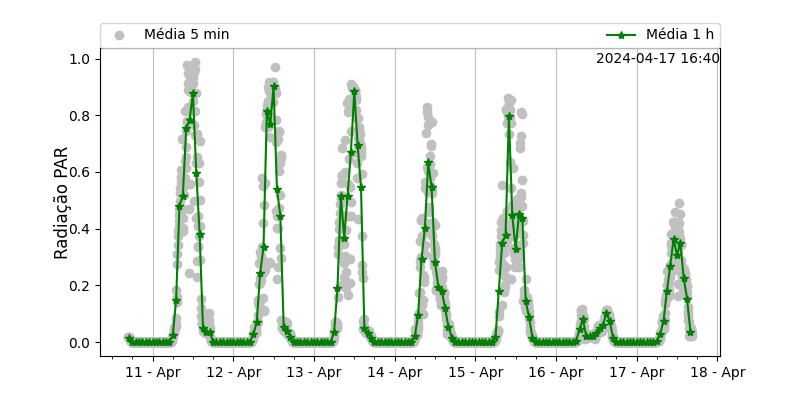 Média 5 min
Média 1 h
2024-04-17 16:40
Radiação PAR
1.0
0.8
0.6
0.4
0.2
0.0
11 - Apr
12 - Apr
13 - Apr
14 - Apr
15 - Apr
16 - Apr
17 - Apr
18 - Apr